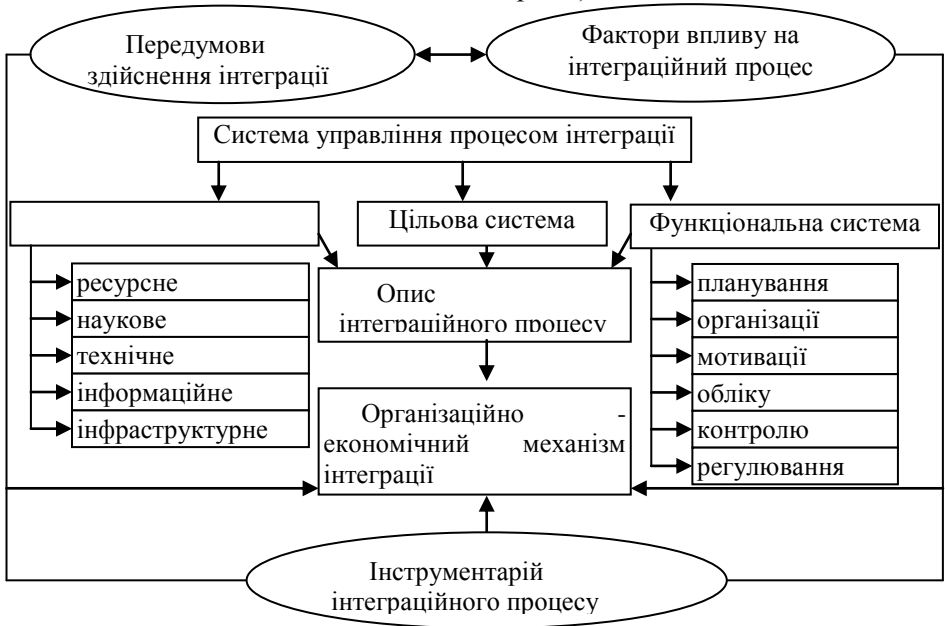 Передумови
здійснення інтеграції
Фактори впливу на
інтеграційний процес
Система управління процесом інтеграції
Цільова система
Функціональна система
ресурсне
наукове
технічне
інформаційне
інфраструктурне
Опис
інтеграційного процесу
Організаційно -
економічний механізм
інтеграції
планування
організації
мотивації
обліку
контролю
регулювання
Інструментарій
інтеграційного процесу